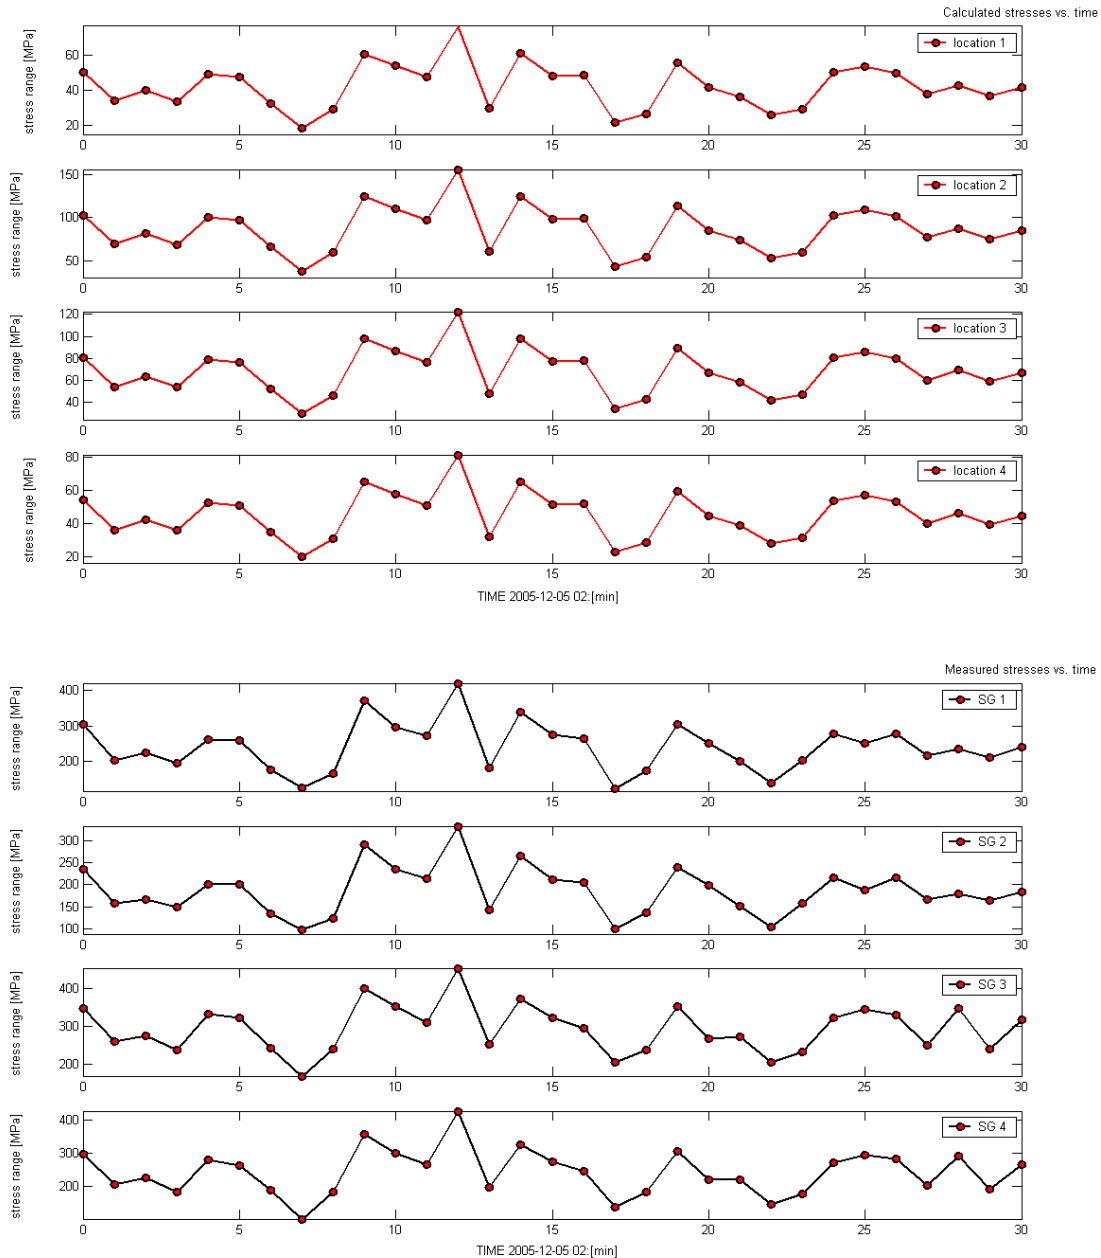 Calculated stresses vs. time
stress range [MPa]
60
40
20
location 1
0 5 10 15 20 25 30
stress range [MPa]
150
100
50
location 2
0 5 10 15 20 25 30
stress range [MPa]
120
100
80
60
40
location 3
0 5 10 15 20 25 30
stress range [MPa]
80
60
40
20
location 4
0 5 10 15 20 25 30
TIME 2005-12-05 02:[min]
Measured stresses vs. time
stress range [MPa]
400
300
200
SG 1
0 5 10 15 20 25 30
stress range [MPa]
300
250
200
150
100
SG 2
0 5 10 15 20 25 30
stress range [MPa]
400
300
200
SG 3
0 5 10 15 20 25 30
stress range [MPa]
400
300
200
SG 4
0 5 10 15 20 25 30
TIME 2005-12-05 02:[min]